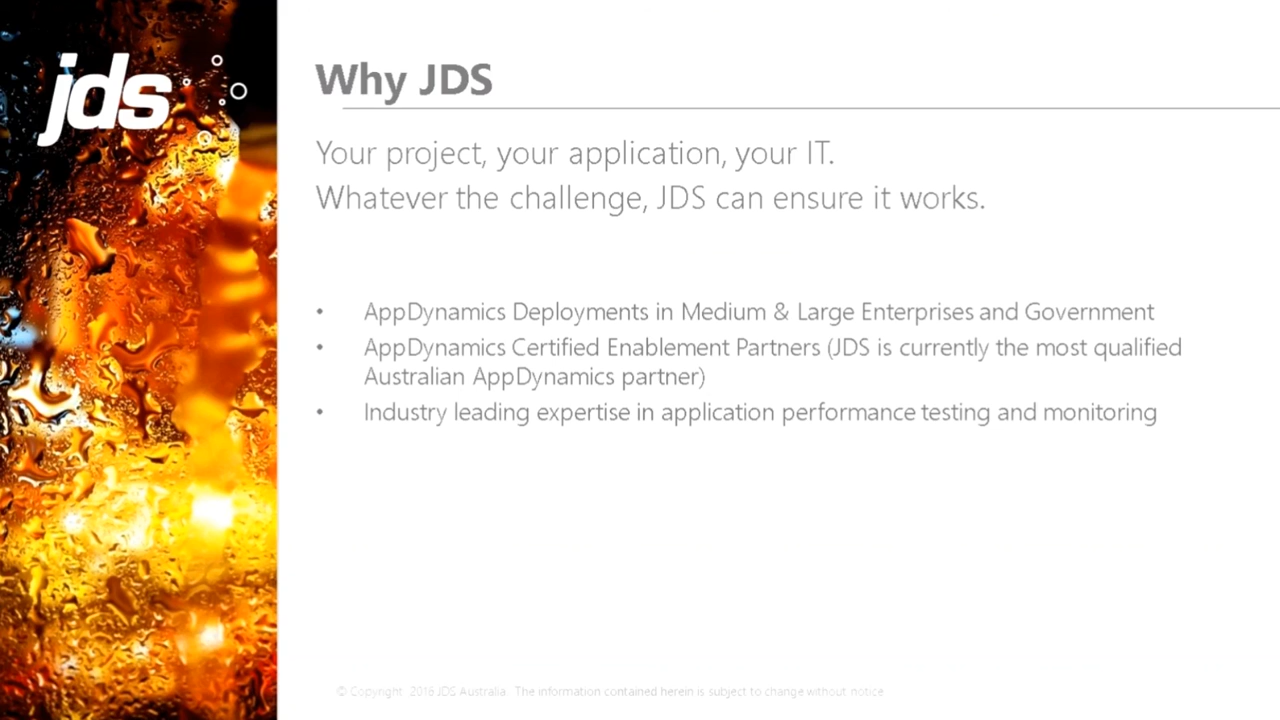 jds
Why JDS
Your project, your application, your IT.
Whatever the challenge, JDS can ensure it works.
• AppDynamics Deployments in Medium & Large Enterprises and Government
• AppDynamics Certified Enablement Partners (JDS is currently the most qualified
Australian AppDynamics partner)
• Industry leading expertise in application performance testing and monitoring
© Copyright 2016 JDS Australia. The information contained herein is subject to change without notice